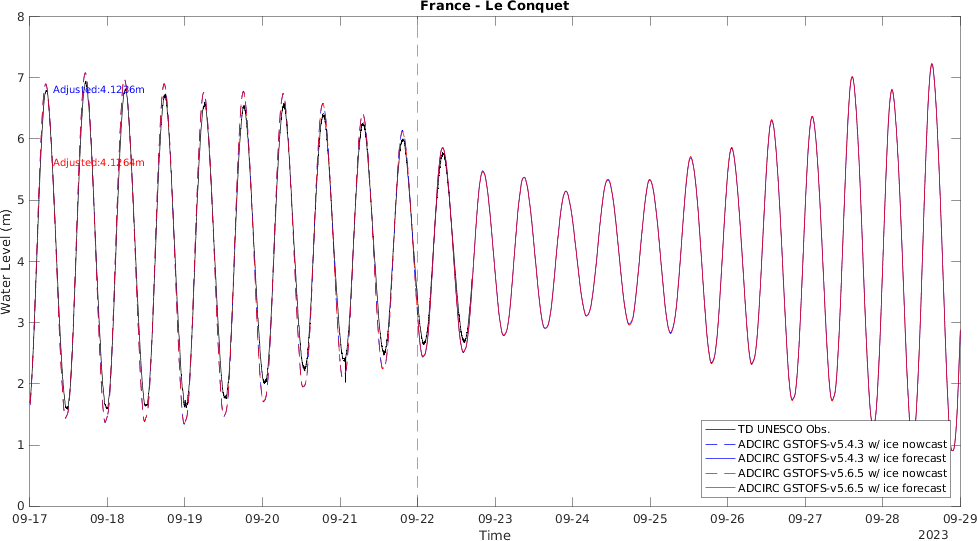 France - Le Conquet
8
7
6
5
4
3
2
1
0
Water Level (m)
Adjusted:4.1236m
Adjusted:4.1264m
TD UNESCO Obs.
ADCIRC GSTOFS-v5.4.3 w/ ice nowcast
ADCIRC GSTOFS-v5.4.3 w/ ice forecast
ADCIRC GSTOFS-v5.6.5 w/ ice nowcast
ADCIRC GSTOFS-v5.6.5 w/ ice forecast
09-17 09-18 09-19 09-20 09-21 09-22 09-23 09-24 09-25 09-26 09-27 09-28 09-29
Time
2023